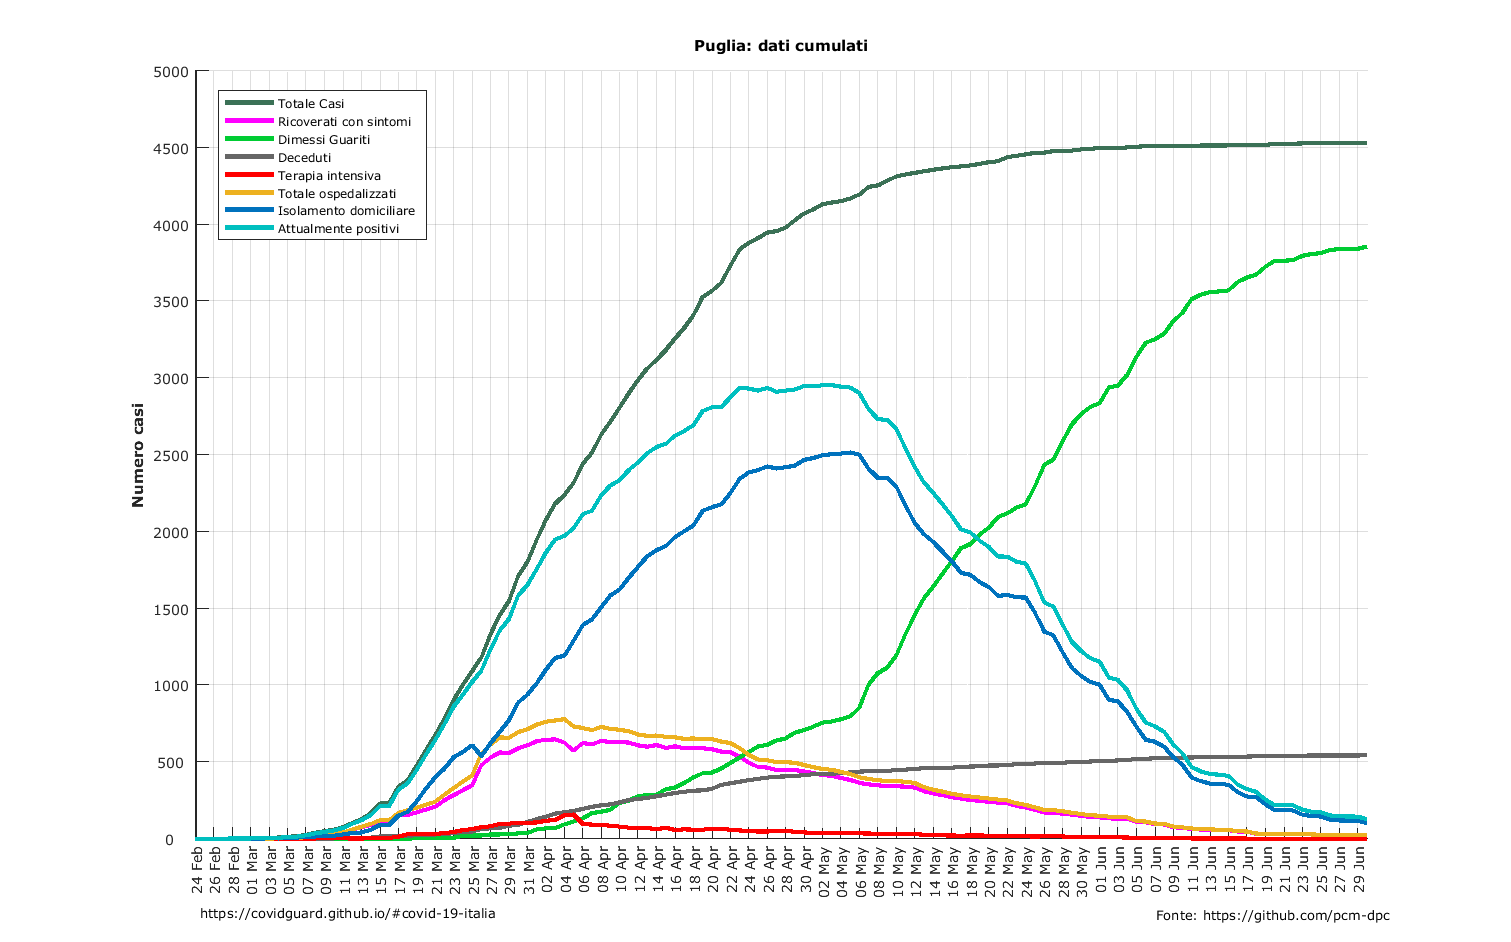 Puglia: dati cumulati
5000
4500
4000
3500
3000
2500
2000
1500
1000
500
0
Numero casi
Totale Casi
Ricoverati con sintomi
Dimessi Guariti
Deceduti
Terapia intensiva
Totale ospedalizzati
Isolamento domiciliare
Attualmente positivi
24 Feb
26 Feb
28 Feb
01 Mar
03 Mar
05 Mar
07 Mar
09 Mar
11 Mar
13 Mar
15 Mar
17 Mar
19 Mar
21 Mar
23 Mar
25 Mar
27 Mar
29 Mar
31 Mar
02 Apr
04 Apr
06 Apr
08 Apr
10 Apr
12 Apr
14 Apr
16 Apr
18 Apr
20 Apr
22 Apr
24 Apr
26 Apr
28 Apr
30 Apr
02 May
04 May
06 May
08 May
10 May
12 May
14 May
16 May
18 May
20 May
22 May
24 May
26 May
28 May
30 May
01 Jun
03 Jun
05 Jun
07 Jun
09 Jun
11 Jun
13 Jun
15 Jun
17 Jun
19 Jun
21 Jun
23 Jun
25 Jun
27 Jun
29 Jun
https://covidguard.github.io/#covid-19-italia
Fonte: https://github.com/pcm-dpc